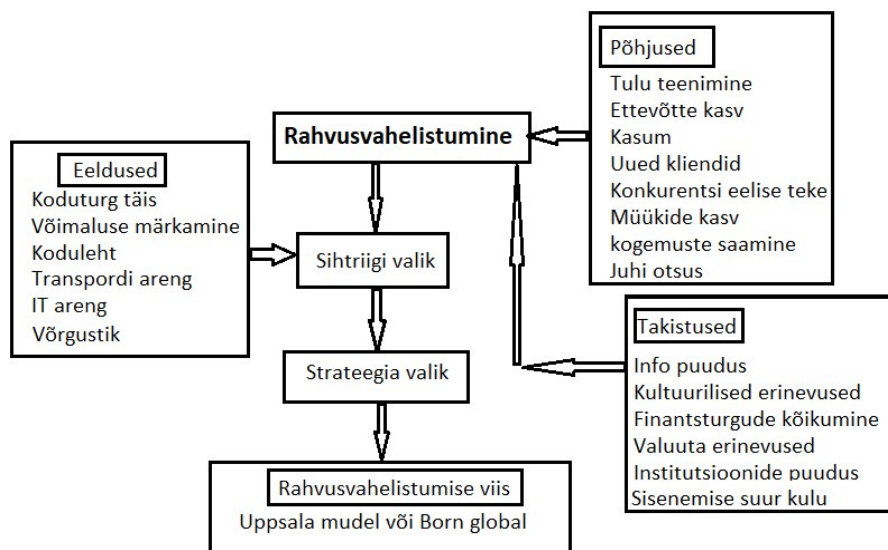 Põhjused
Tulu teenimine
Ettevõtte kasv
Kasum
Uued kliendid
Konkurentsi eelise teke
Müükide kasv
kogemuste saamine
Juhi otsus
Rahvusvahelistumine
Eeldused
Koduturg täis
Võimaluse märkamine
Koduleht
Transpordi areng
IT areng
Võrgustik
Sihtriigi valik
Strateegia valik
Takistused
Info puudus
Kultuurilised erinevused
Finantsturgude kõikumine
Valuuta erinevused
Institutsioonide puudus
Sisenemise suur kulu
Rahvusvahelistumise viis
Uppsala mudel või Born global